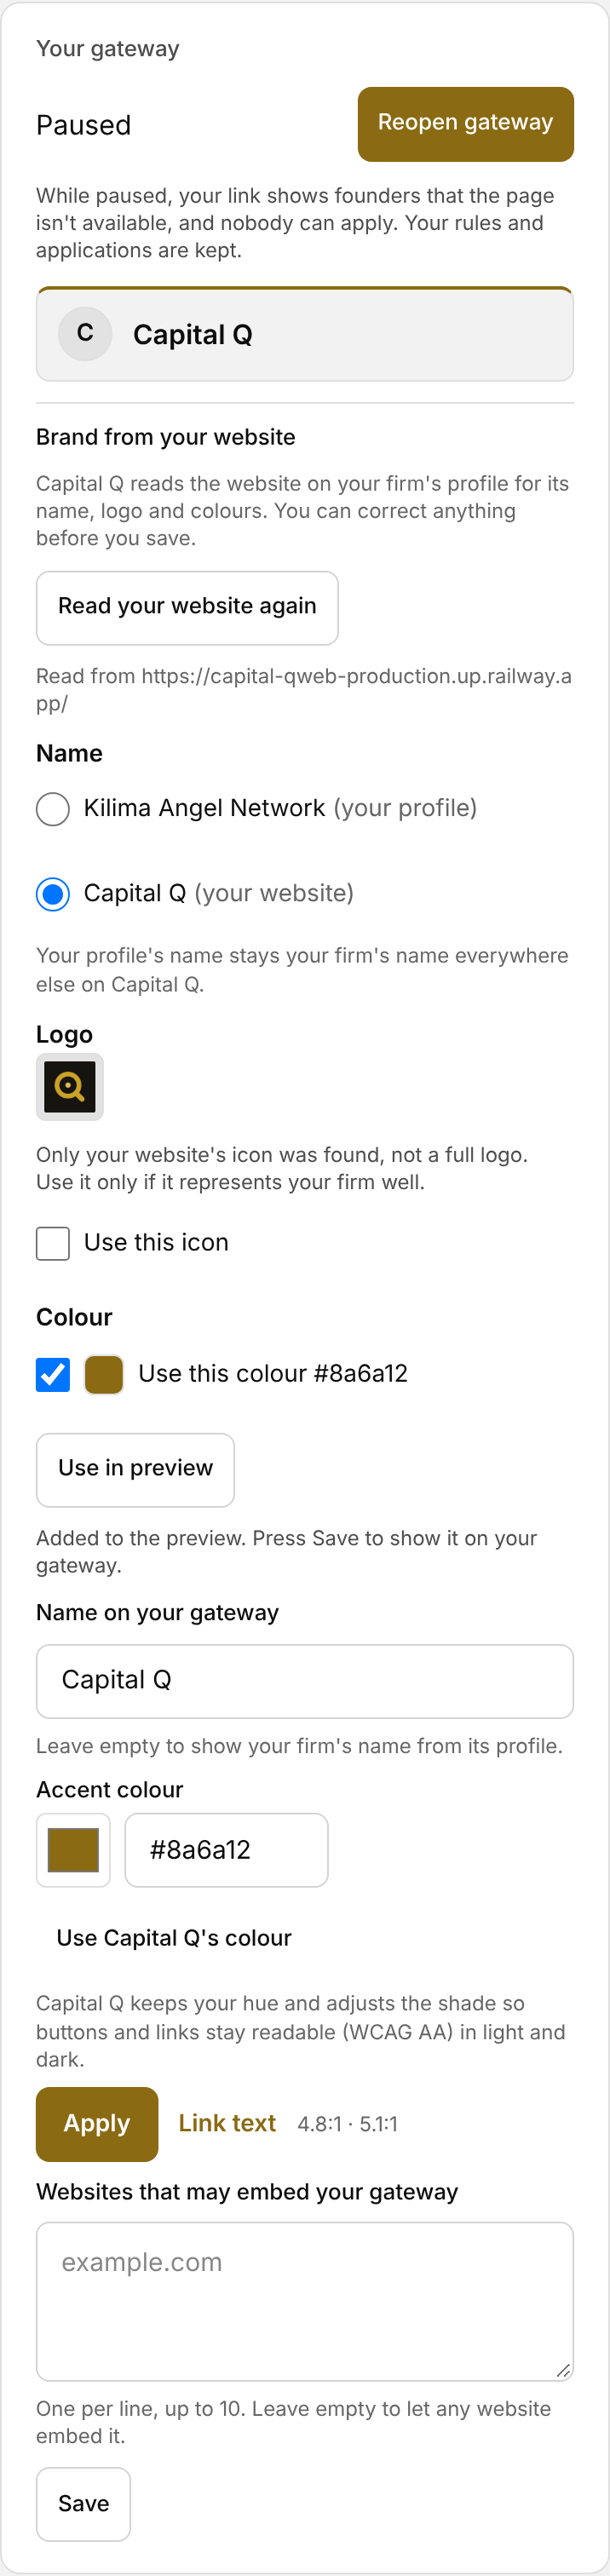 Your gateway
Paused
Reopen gateway
While paused, your link shows founders that the page
isn't available, and nobody can apply. Your rules and
applications are kept.
C
Capital Q
Brand from your website
Capital Q reads the website on your firm's profile for its
name, logo and colours. You can correct anything
before you save.
Read your website again
Read from https://capital-qweb-production.up.railway.a
pp/
Name
Kilima Angel Network (your profile)
Capital Q (your website)
Your profile's name stays your firm's name everywhere
else on Capital Q.
Logo
Only your website's icon was found, not a full logo.
Use it only if it represents your firm well.
Use this icon
Colour
Use this colour #8a6a12
Use in preview
Added to the preview. Press Save to show it on your
gateway.
Name on your gateway
Capital Q
Leave empty to show your firm's name from its profile.
Accent colour
#8a6a12
Use Capital Q's colour
Capital Q keeps your hue and adjusts the shade so
buttons and links stay readable (WCAG AA) in light and
dark.
Apply
Link text
4.8:1 · 5.1:1
Websites that may embed your gateway
example.com
One per line, up to 10. Leave empty to let any website
embed it.
Save